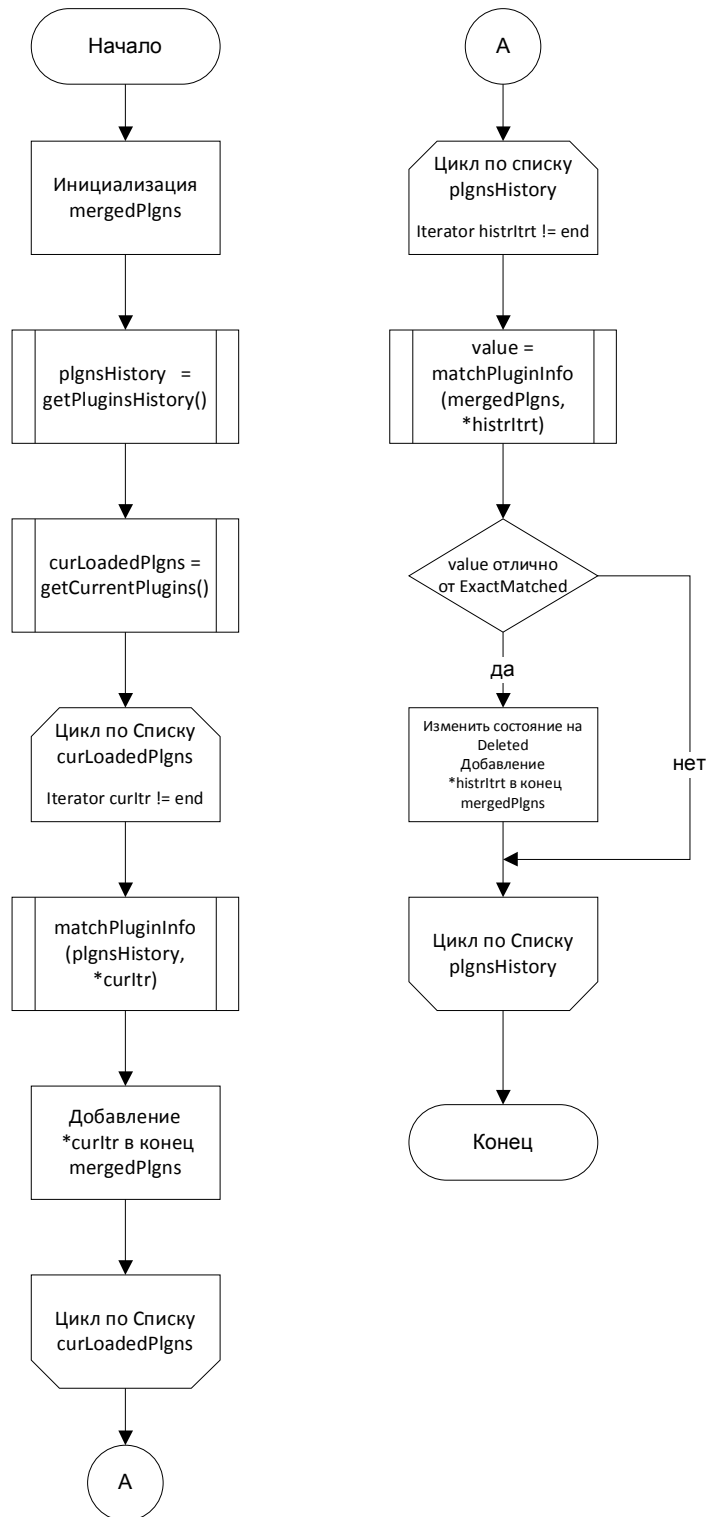 Начало
Инициализация
mergedPlgns
plgnsHistory =
getPluginsHistory()
curLoadedPlgns =
getCurrentPlugins()
Цикл по Списку
curLoadedPlgns
Iterator curItr != end
matchPluginInfo
(plgnsHistory,
*curItr)
Добавление
*curItr в конец
mergedPlgns
Цикл по Списку
curLoadedPlgns
А
А
Цикл по списку
plgnsHistory
Iterator histrItrt != end
value =
matchPluginInfo
(mergedPlgns,
*histrItrt)
value отлично
от ExactMatched
да
нет
Изменить состояние на
Deleted
Добавление
*histrItrt в конец
mergedPlgns
Цикл по Списку
plgnsHistory
Конец